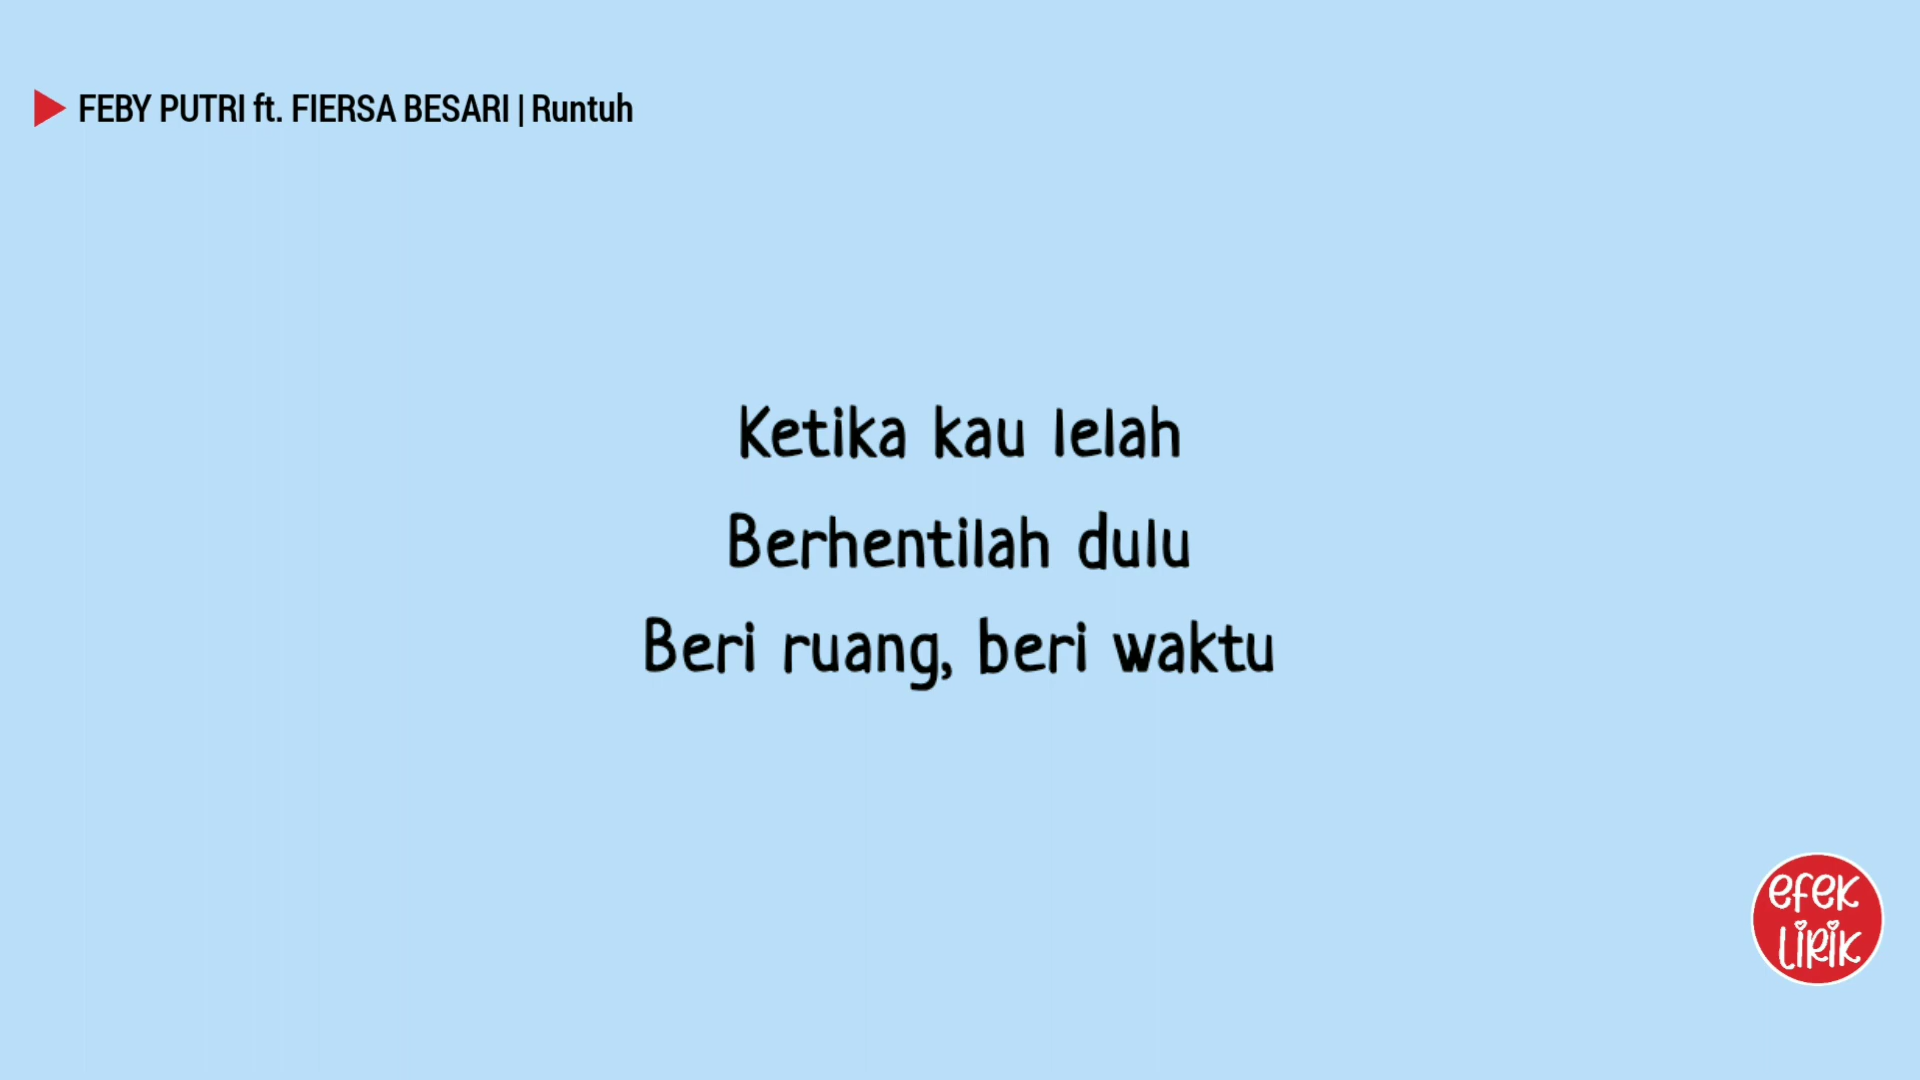 FEBY PUTRI ft. FIERSA BESARI | Runtuh
Ketika kau lelah
Berhentilah dulu
Beri ruang, beri waktu
efek
LiRiK